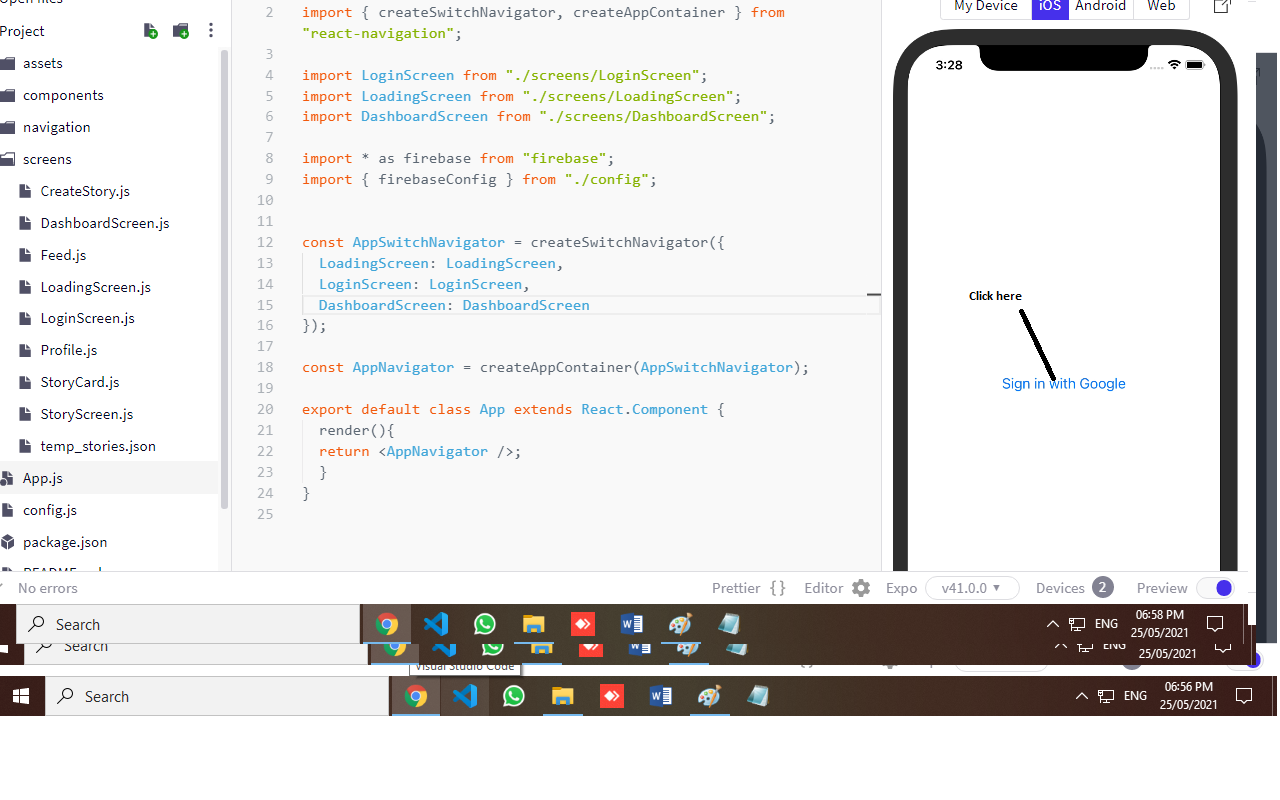 Project
assets
components
navigation
screens
CreateStory.js
DashboardScreen.js
Feed.js
LoadingScreen.js
LoginScreen.js
Profile.js
StoryCard.js
StoryScreen.js
temp_stories.json
App.js
config.js
package.json
2 import { createSwitchNavigator, createAppContainer } from
"react-navigation";
3
4 import LoginScreen from "./screens/LoginScreen";
5 import LoadingScreen from "./screens/LoadingScreen";
6 import DashboardScreen from "./screens/DashboardScreen";
7
8 import * as firebase from "firebase";
9 import { firebaseConfig } from "./config";
10
11
12 const AppSwitchNavigator = createSwitchNavigator({
13 LoadingScreen: LoadingScreen,
14 LoginScreen: LoginScreen,
15 DashboardScreen: DashboardScreen
16 });
17
18 const AppNavigator = createAppContainer(AppSwitchNavigator);
19
20 export default class App extends React.Component {
21 render(){
22 return <AppNavigator />;
23 }
24 }
25
My Device iOS Android Web
3:28
Click here
Sign in with Google
No errors Prettier {} Editor Expo v41.0.0 Devices 2 Preview
Search ENG 06:58 PM
25/05/2021
Search ENG
25/05/2021
Visual Studio Code
Search ENG 06:56 PM
25/05/2021